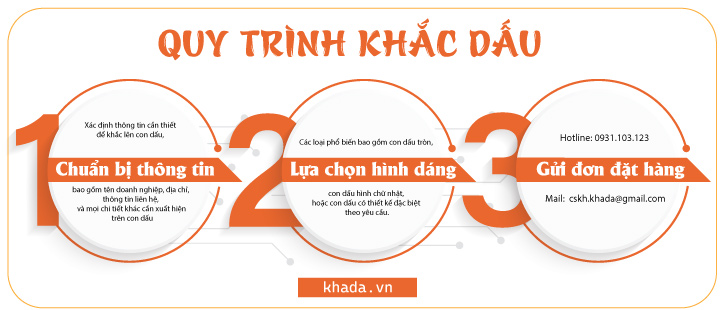 QUY TRÌNH KHẮC DẤU
1
Xác định thông tin cần thiết
để khắc lên con dấu,
Chuẩn bị thông tin
bao gồm tên doanh nghiệp, địa chỉ,
thông tin liên hệ,
và mọi chi tiết khác cần xuất hiện
trên con dấu
2
Các loại phổ biến bao gồm con dấu tròn,
Lựa chọn hình dáng
con dấu hình chữ nhật,
hoặc con dấu có thiết kế đặc biệt
theo yêu cầu.
3
Hotline: 0931.103.123
Gửi đơn đặt hàng
Mail: cskh.khada@gmail.com
khada.vn